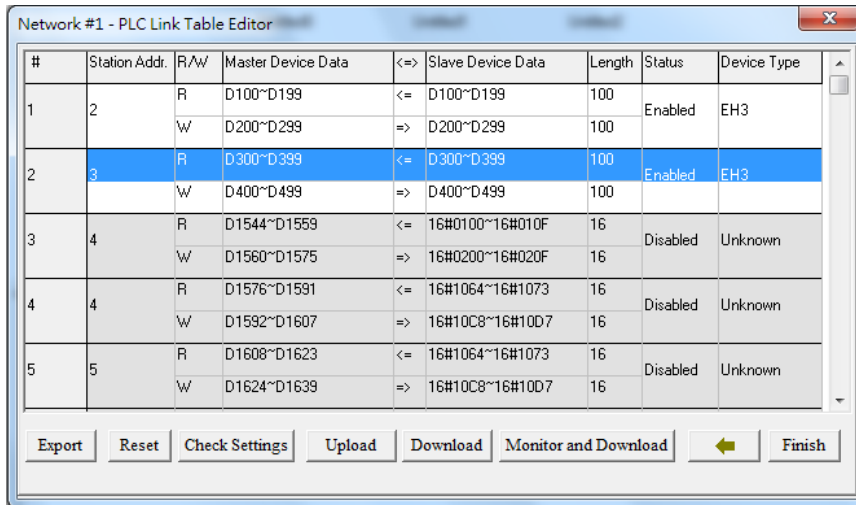 Network #1 - PLC Link Table Editor
# Station Addr. R/W Master Device Data <=> Slave Device Data Length Status Device Type
1 2 R D100~D199 <= D100~D199 100 Enabled EH3
W D200~D299 => D200~D299 100
2 3 R D300~D399 <= D300~D399 100 Enabled EH3
W D400~D499 => D400~D499 100
3 4 R D1544~D1559 <= 16#0100~16#010F 16 Disabled Unknown
W D1560~D1575 => 16#0200~16#020F 16
4 4 R D1576~D1591 <= 16#1064~16#1073 16 Disabled Unknown
W D1592~D1607 => 16#10C8~16#10D7 16
5 5 R D1608~D1623 <= 16#1064~16#1073 16 Disabled Unknown
W D1624~D1639 => 16#10C8~16#10D7 16
Export Reset Check Settings Upload Download Monitor and Download Finish